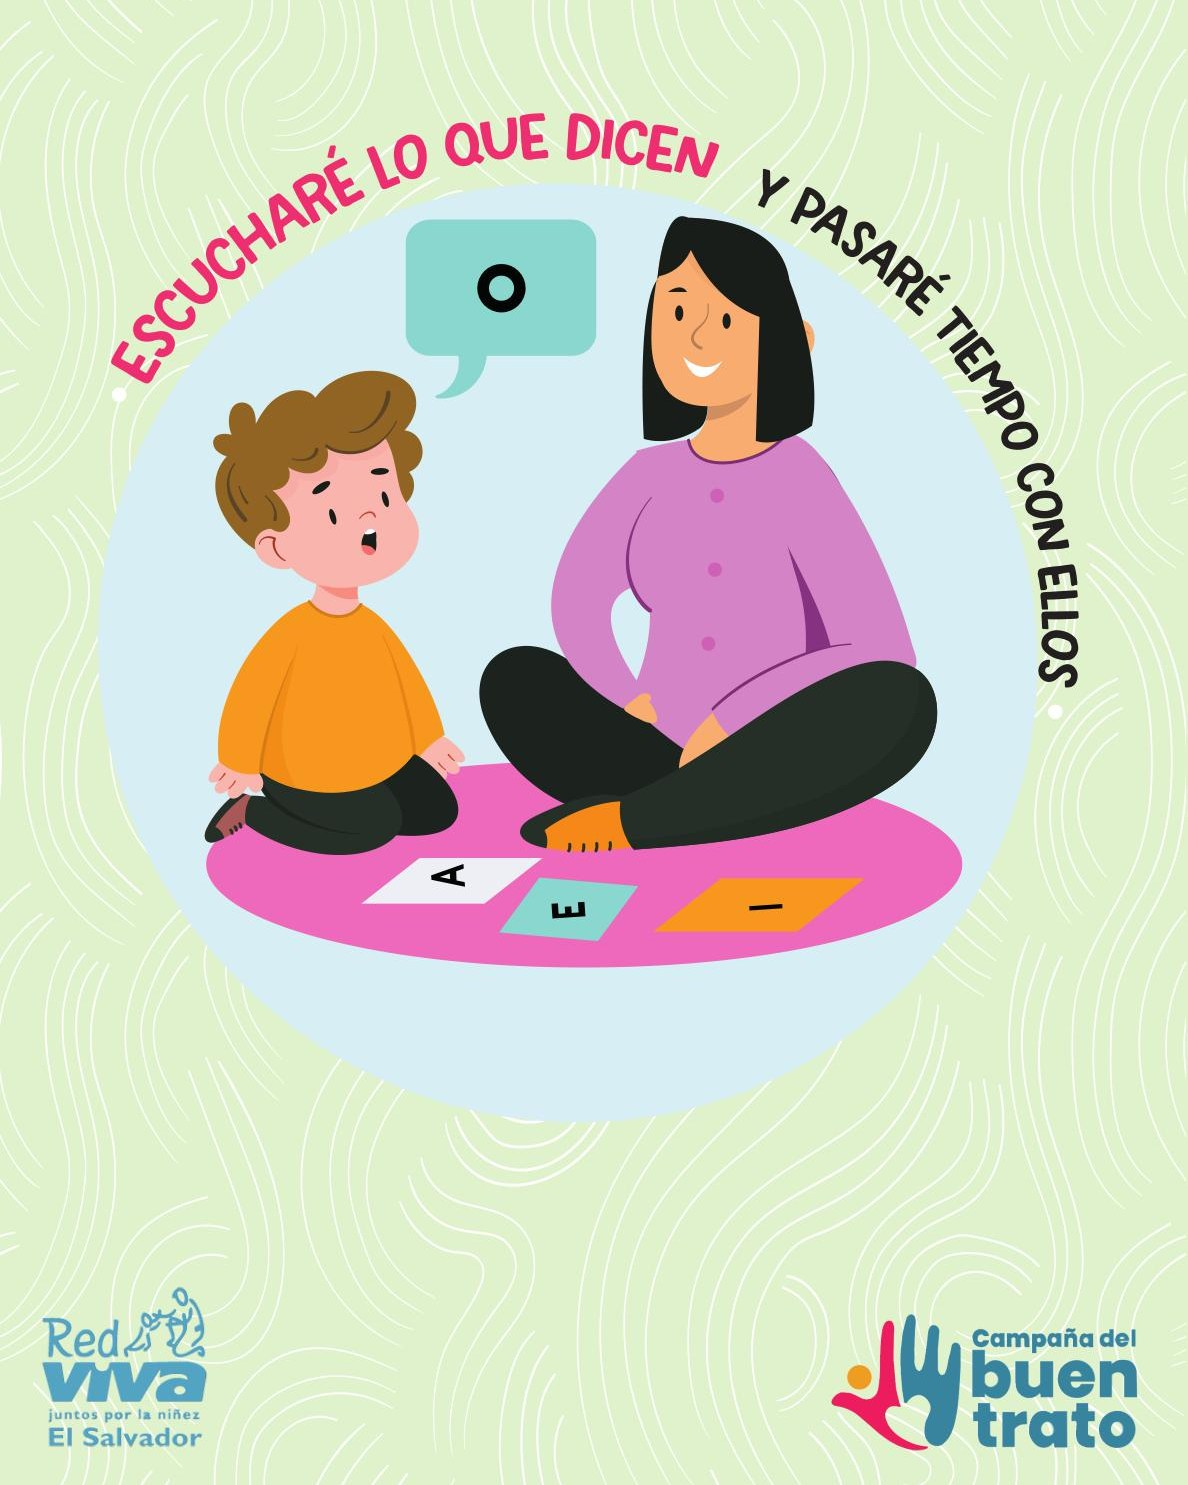 ESCUCHARÉ LO QUE DICEN Y PASARÉ TIEMPO CON ELLOS
O
A
E
I
Red
viva
juntos por la niñez
El Salvador
Campaña del
buen
trato